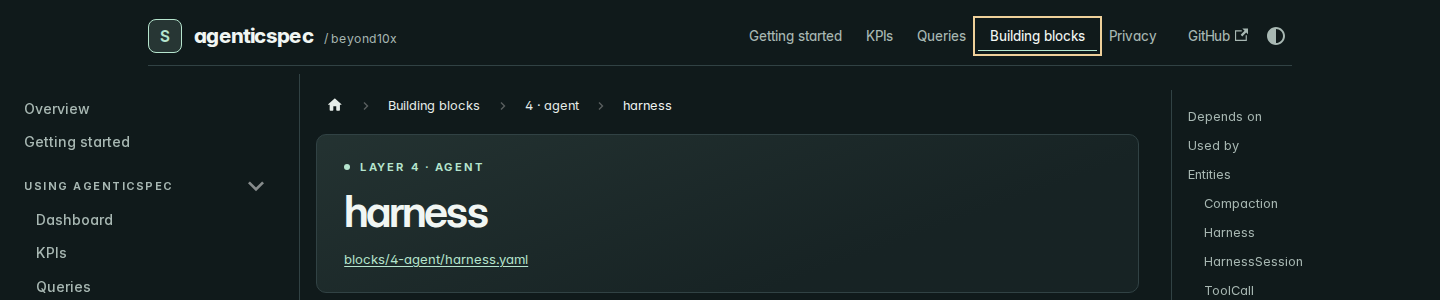 S agenticspec / beyond10x Getting started KPIs Queries Building blocks Privacy GitHub
Overview
Getting started
USING AGENTICSPEC
Dashboard
KPIs
Queries
Building blocks 4 · agent harness
LAYER 4 · AGENT
harness
blocks/4-agent/harness.yaml
Depends on
Used by
Entities
Compaction
Harness
HarnessSession
ToolCall